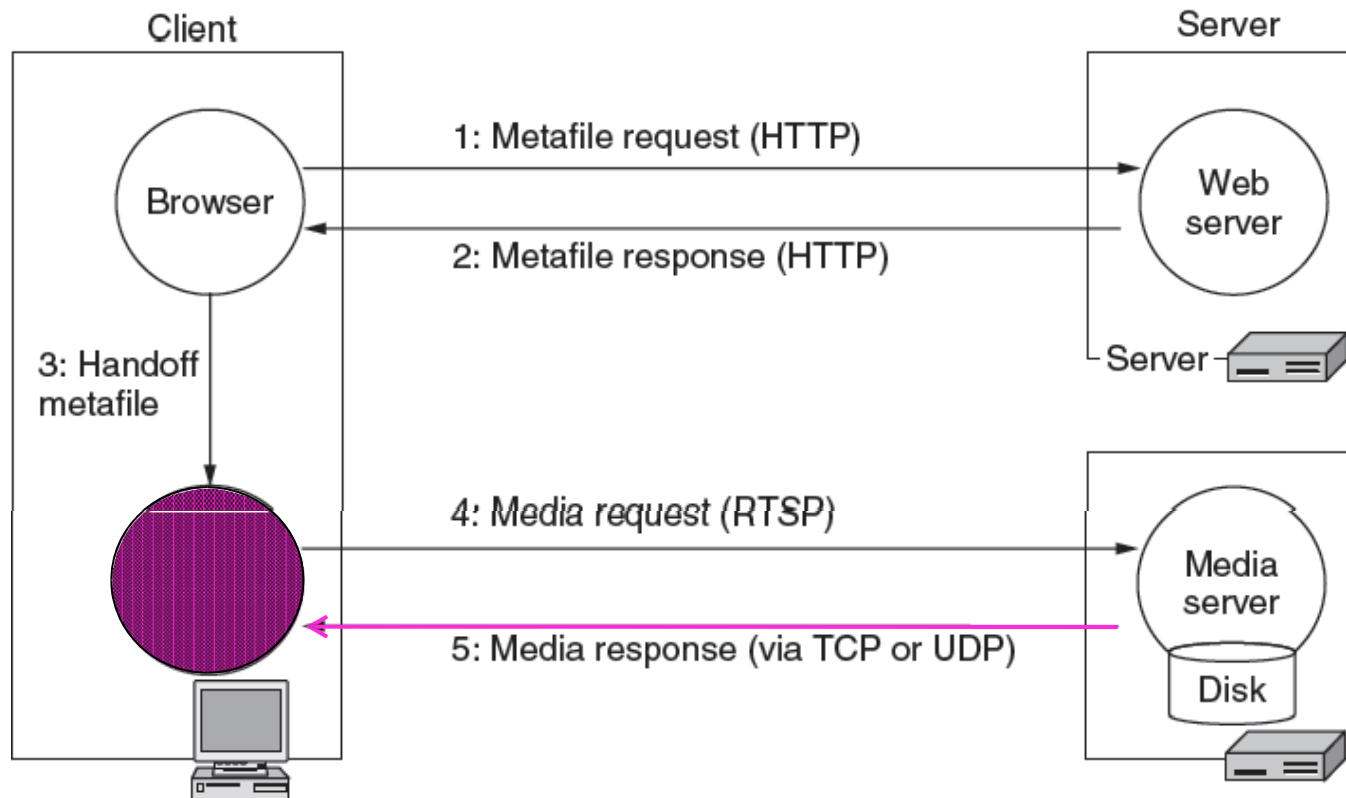 Client
Server
1: Metafile request (HTTP)
Browser
Web
server
2: Metafile response (HTTP)
3: Handoff
metafile
Server
4: Media request (RTSP)
Media
server
5: Media response (via TCP or UDP)
Disk